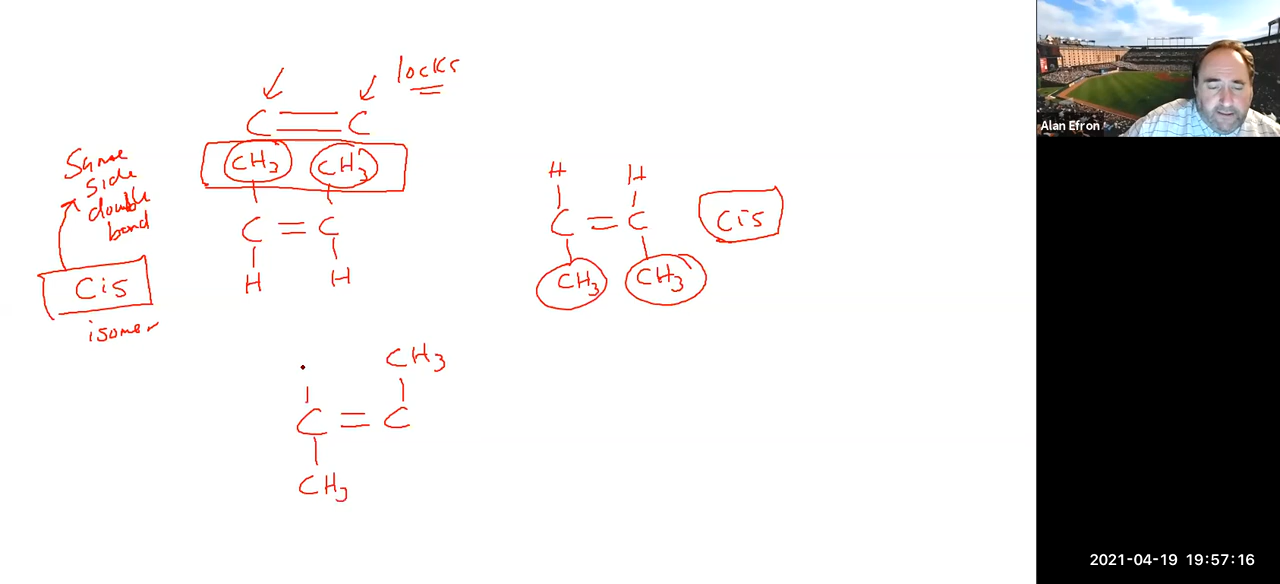 locks
C = C
Same
side
double
bond
CH3 CH3
C = C
H H
Cis
isomer
H H
C = C
CH3 CH3
Cis
CH3
C = C
CH3
Alan Efron
2021-04-19 19:57:16